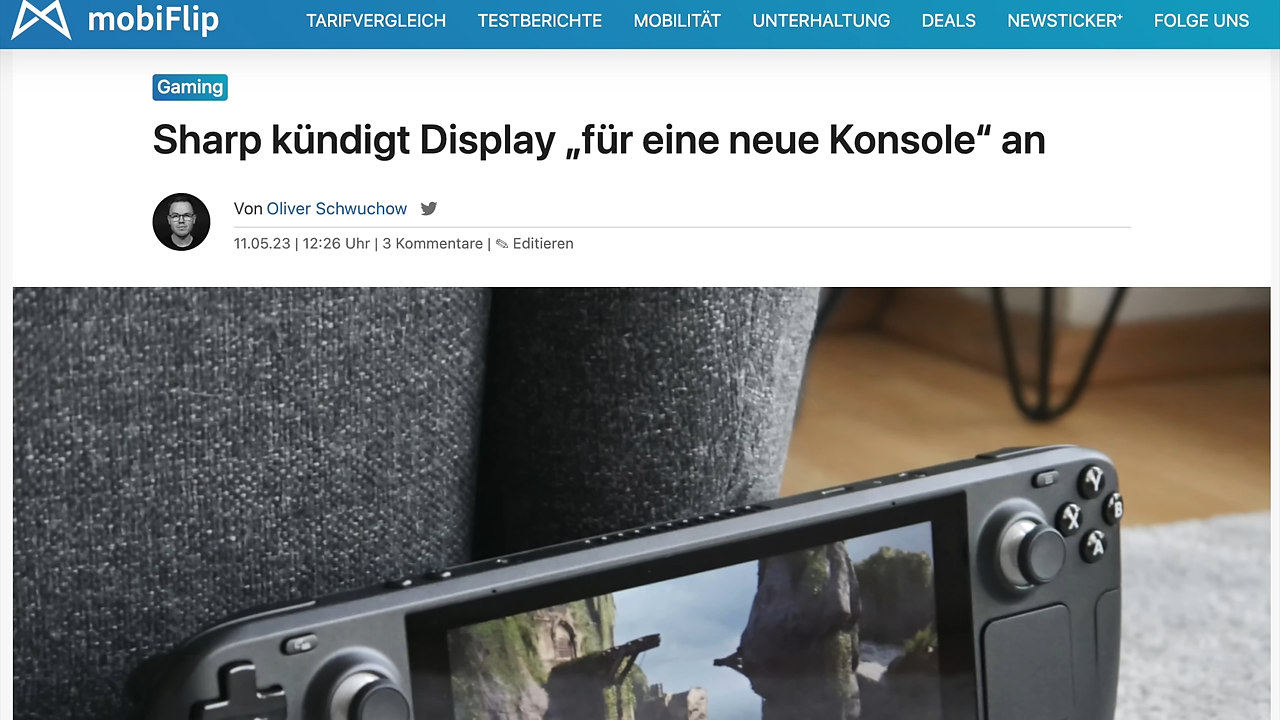 mobiFlip
TARIFVERGLEICH TESTBERICHTE MOBILITÄT UNTERHALTUNG DEALS NEWSTICKER+ FOLGE UNS
Gaming
Sharp kündigt Display „für eine neue Konsole“ an
Von Oliver Schwuchow
11.05.23 | 12:26 Uhr | 3 Kommentare | ✎ Editieren
Y
X
B
A